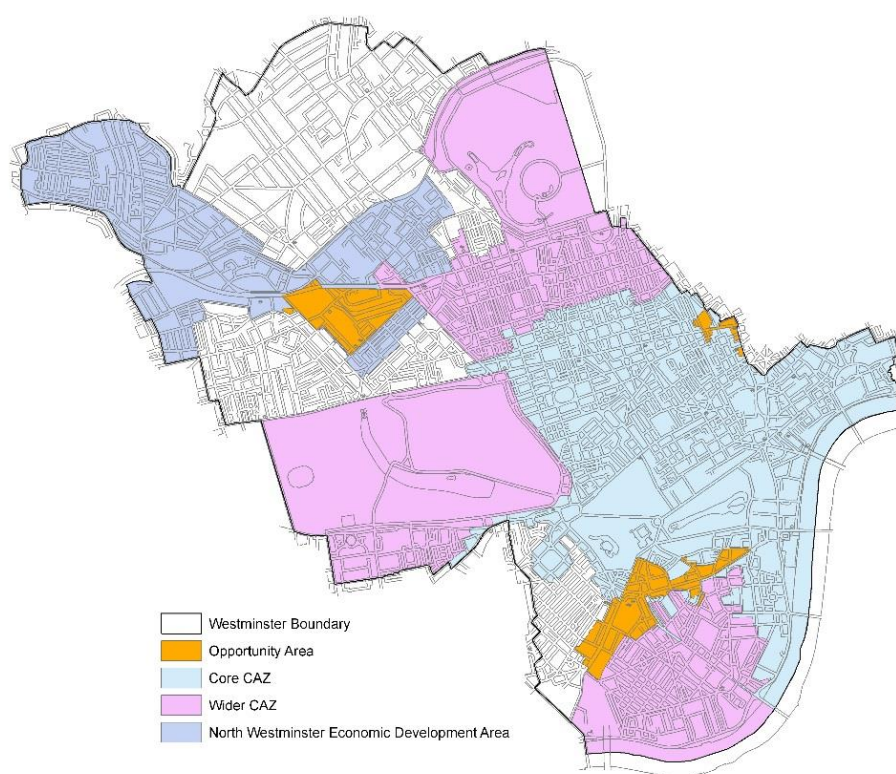 Westminster Boundary
Opportunity Area
Core CAZ
Wider CAZ
North Westminster Economic Development Area